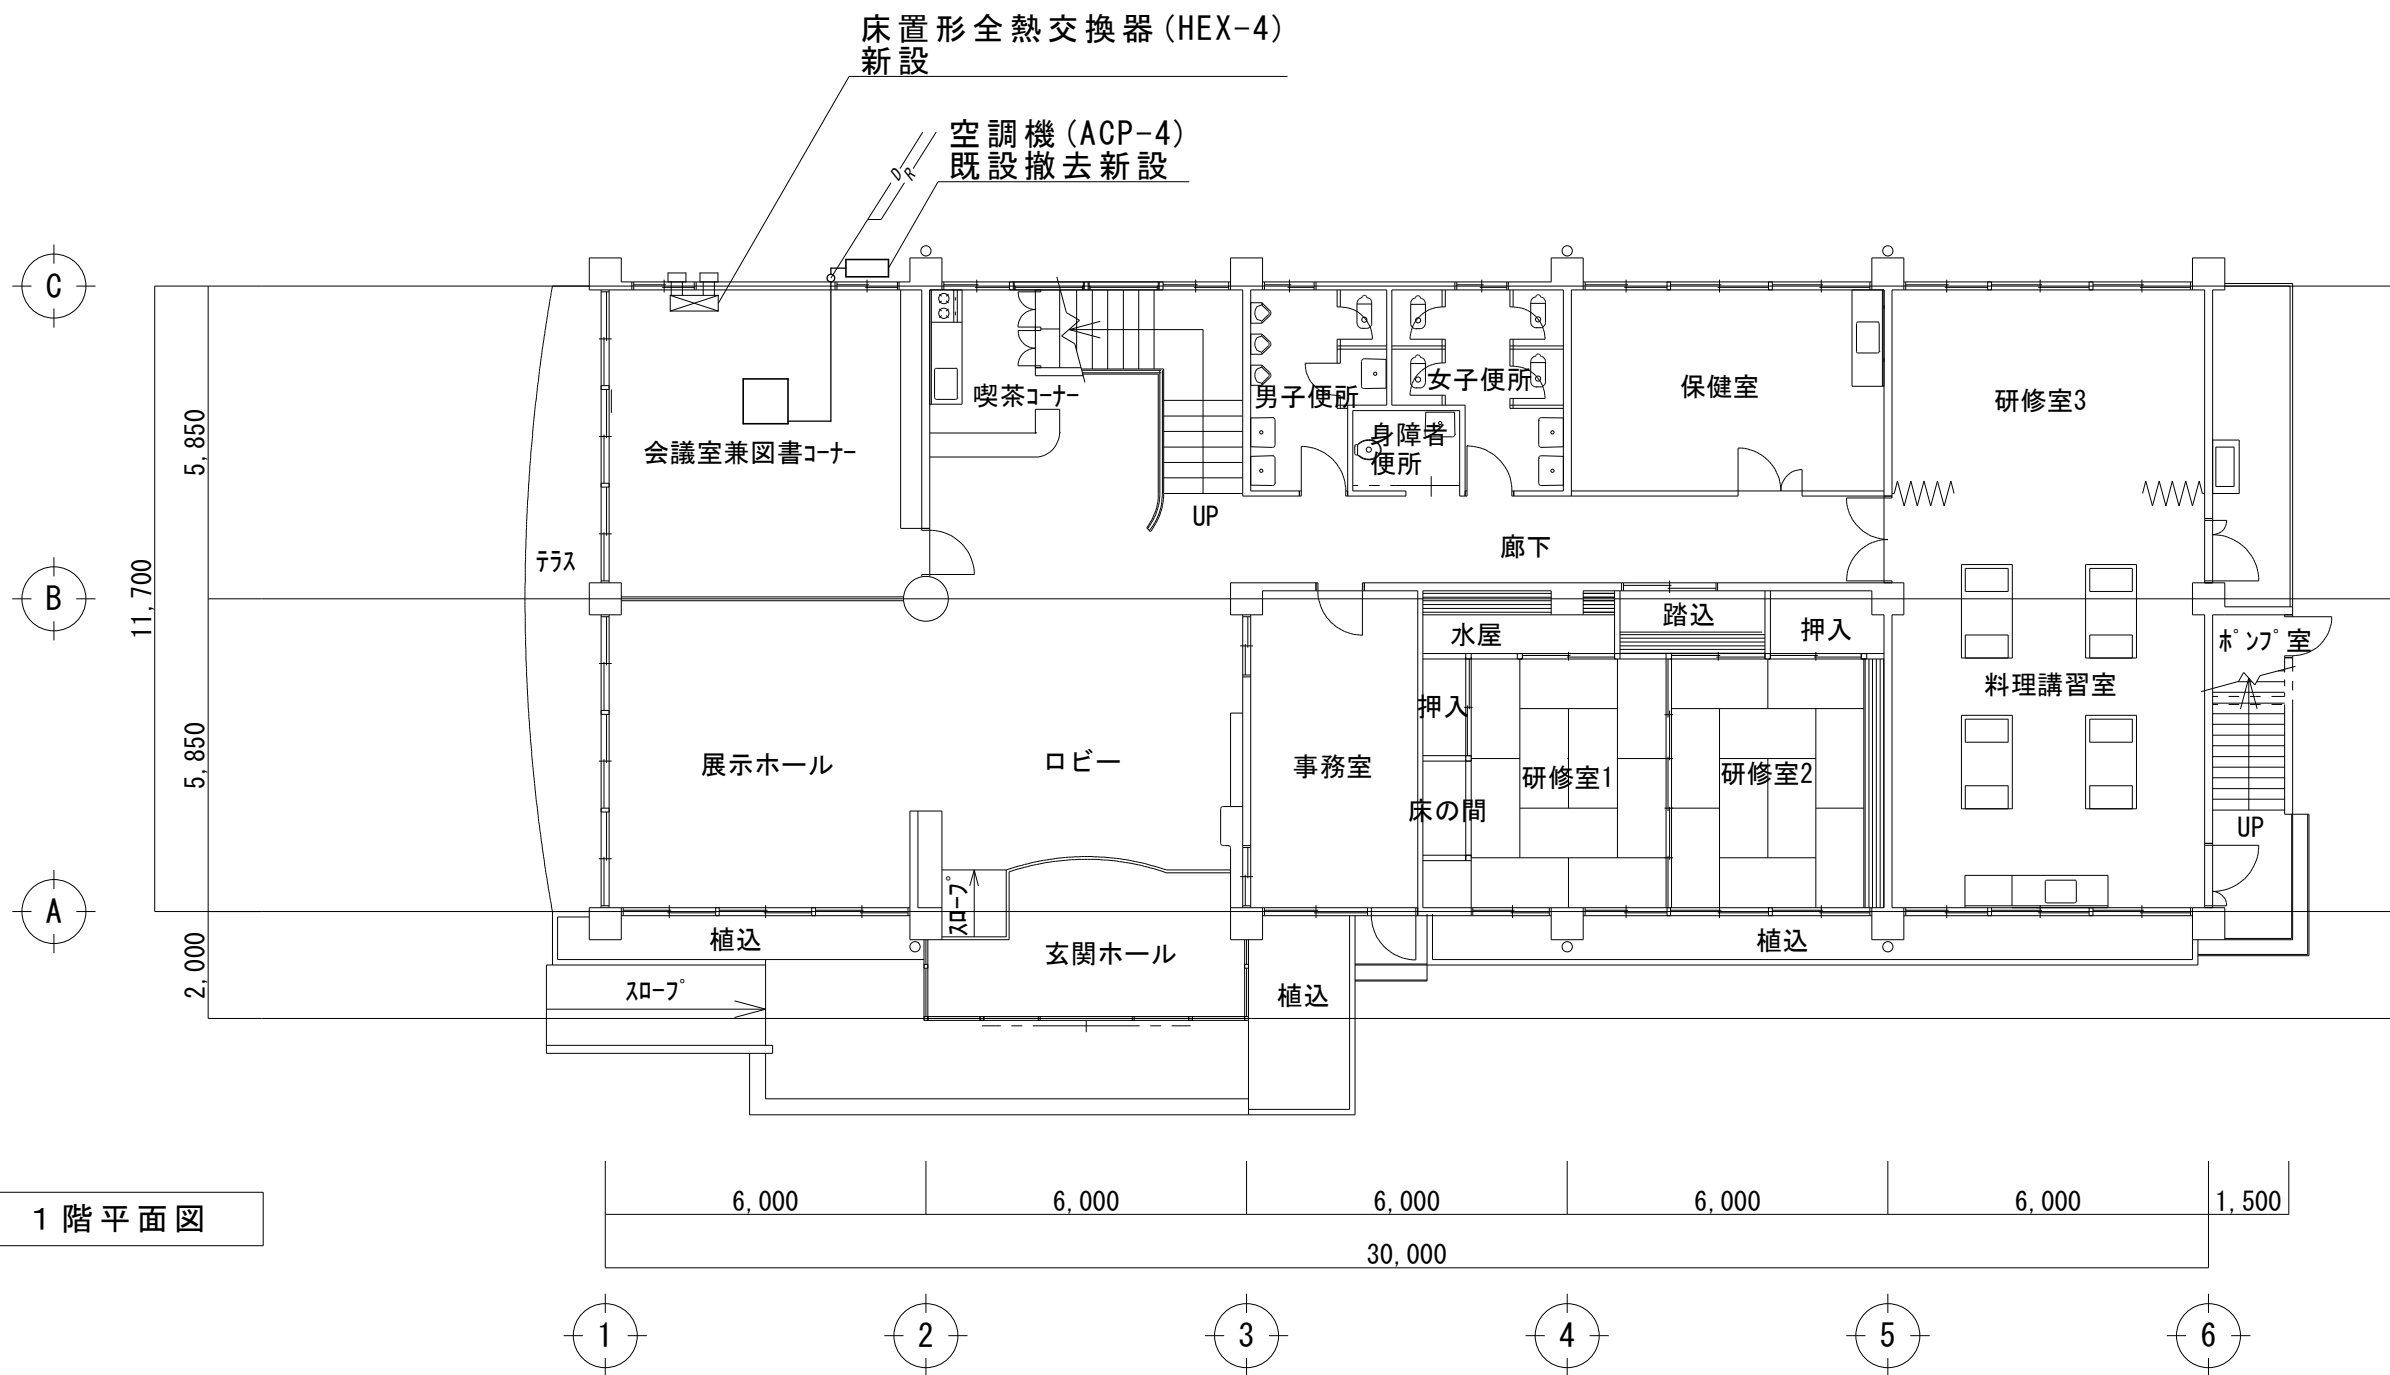 床置形全熱交換器(HEX-4)
新設
空調機(ACP-4)
既設撤去新設
D
R
C
B
A
5,850
11,700
5,850
2,000
テラス
会議室兼図書コーナー
喫茶コーナー
UP
男子便所
女子便所
身障者
便所
保健室
研修室3
廊下
水屋
踏込
押入
ポンプ室
料理講習室
押入
床の間
研修室1
研修室2
展示ホール
ロビー
事務室
UP
スロープ
植込
玄関ホール
植込
スロープ
植込
1階平面図
6,000
6,000
6,000
6,000
6,000
1,500
30,000
1
2
3
4
5
6